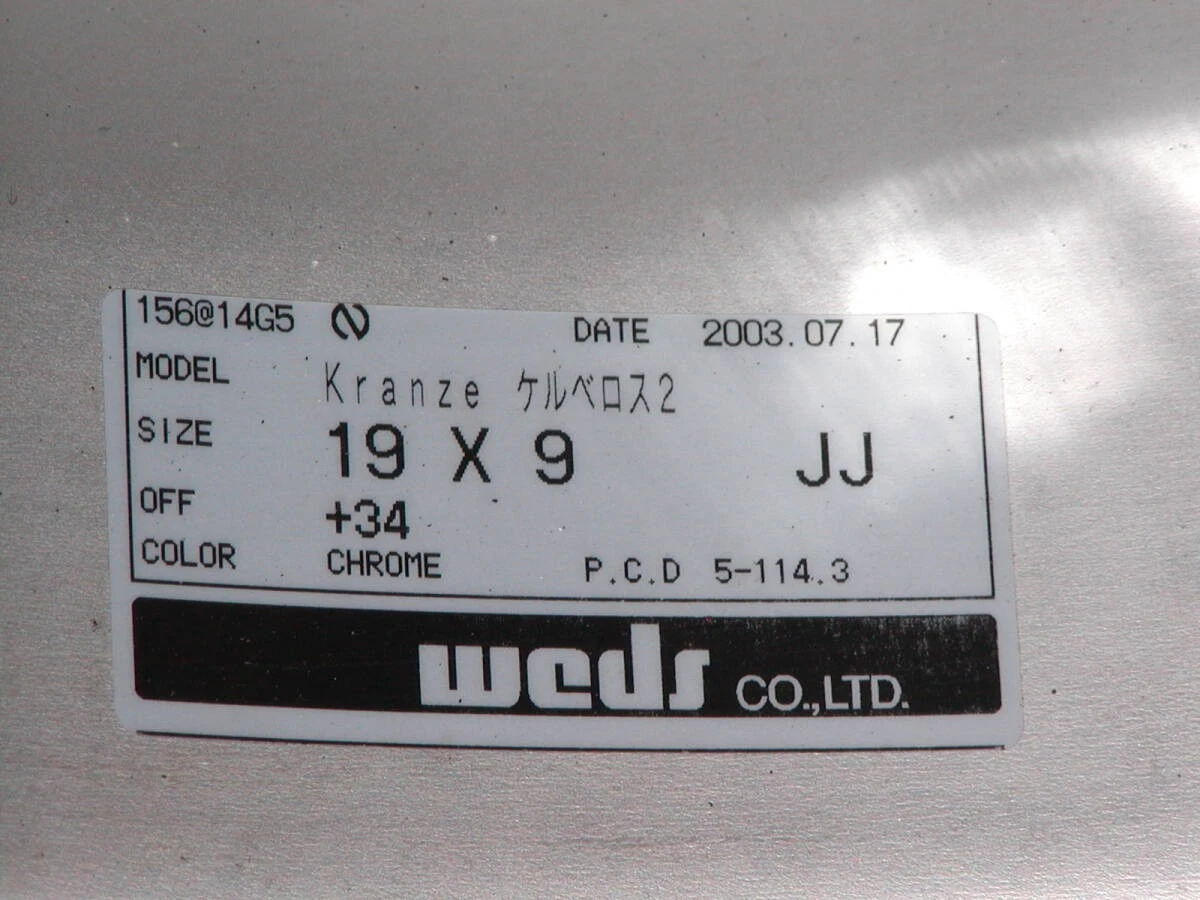 156@14G5 2 DATE 2003.07.17
MODEL Kranze ケルベロス2
SIZE 19 X 9 JJ
OFF +34
COLOR CHROME P.C.D 5-114.3
weds CO.,LTD.